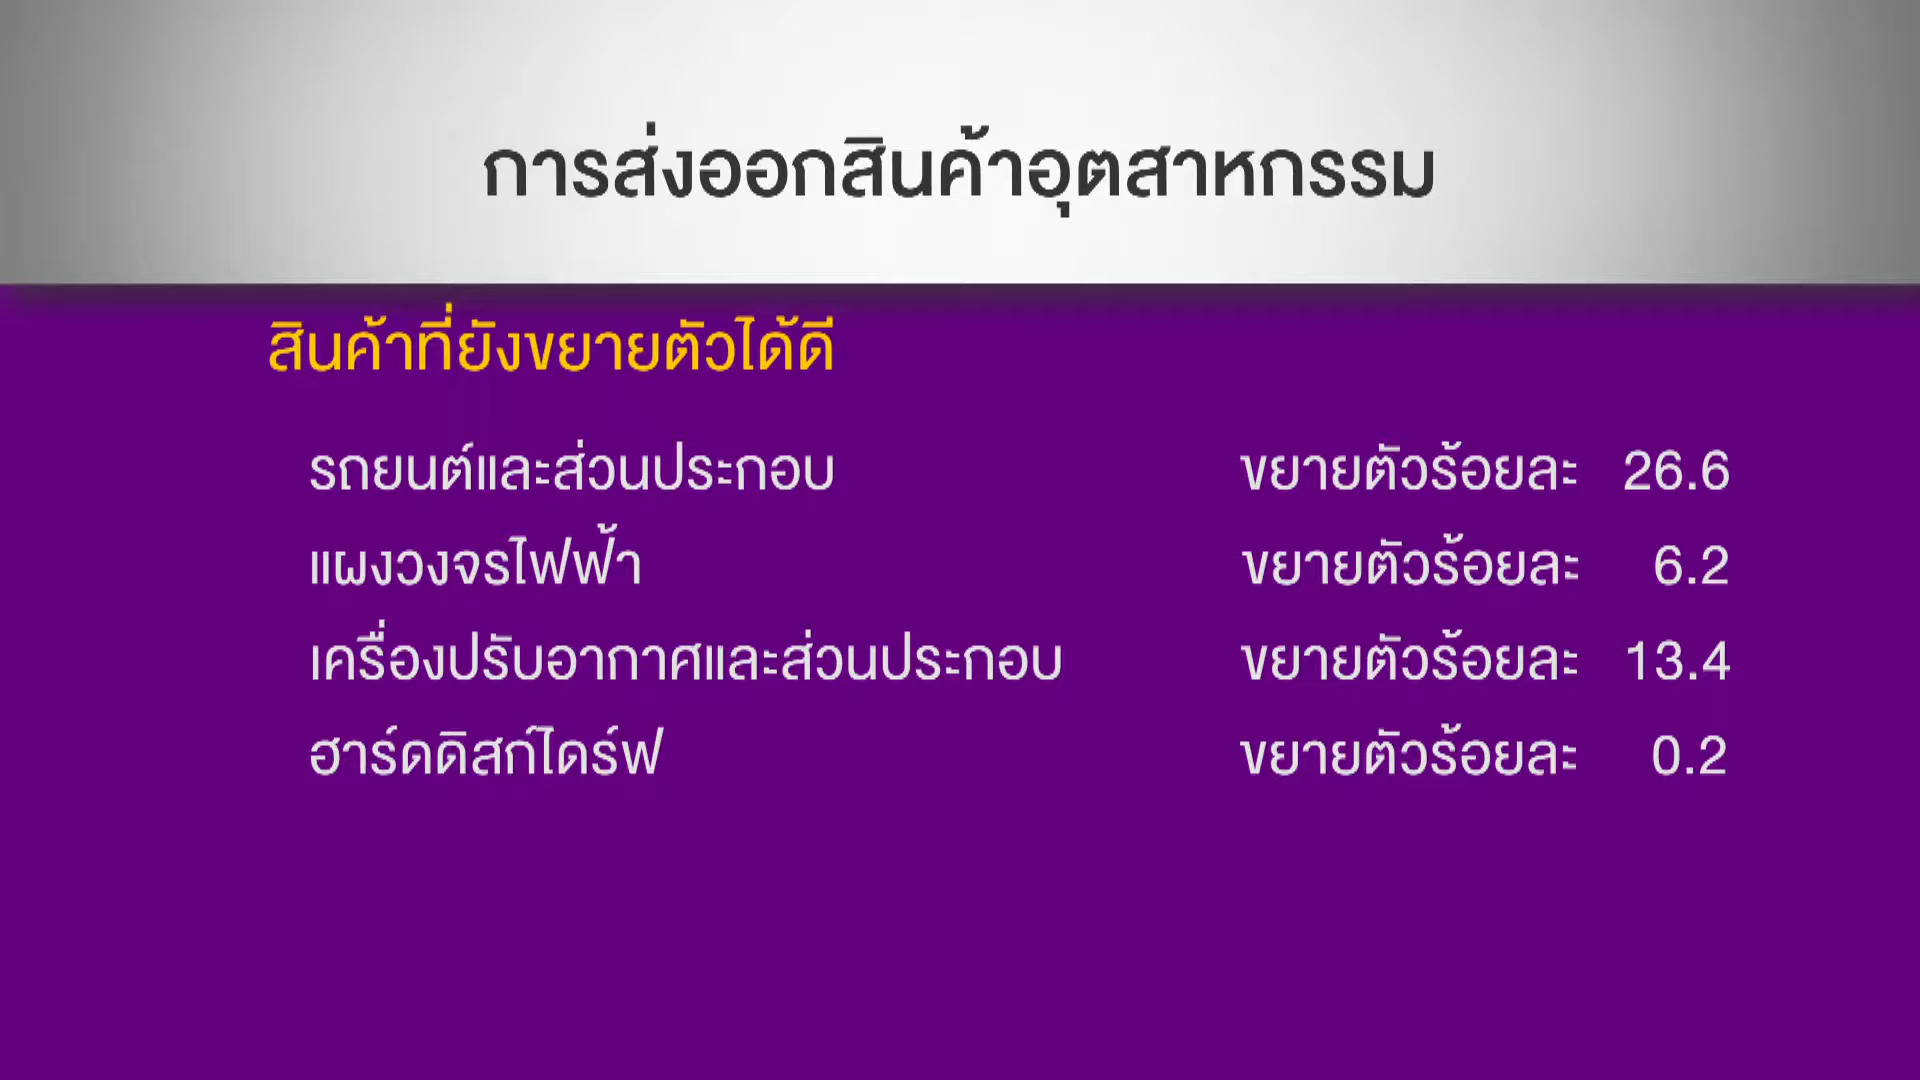 การส่งออกสินค้าอุตสาหกรรม
สินค้าที่ยังขยายตัวได้ดี
รถยนต์และส่วนประกอบ ขยายตัวร้อยละ 26.6
แผงวงจรไฟฟ้า ขยายตัวร้อยละ 6.2
เครื่องปรับอากาศและส่วนประกอบ ขยายตัวร้อยละ 13.4
ฮาร์ดดิสก์ไดร์ฟ ขยายตัวร้อยละ 0.2